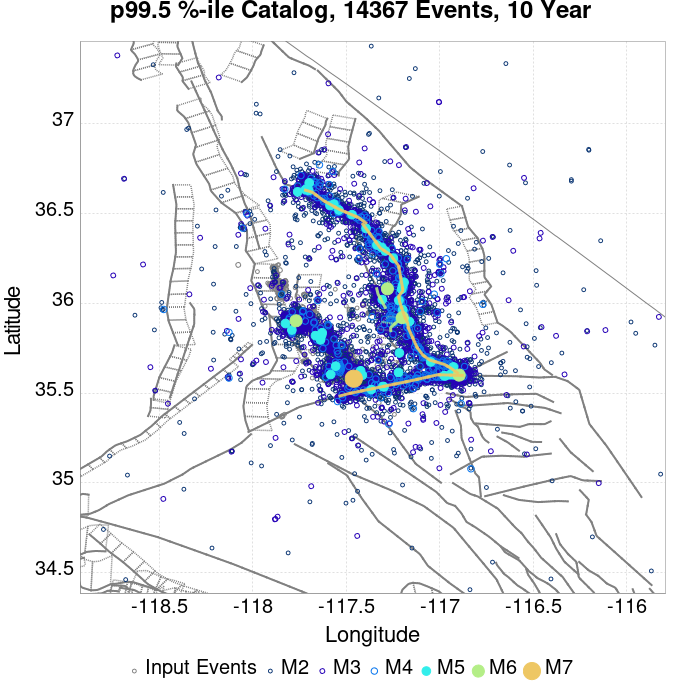 p99.5 %-ile Catalog, 14367 Events, 10 Year
37
36.5
36
35.5
35
34.5
Latitude
-118.5 -118 -117.5 -117 -116.5 -116
Longitude
Input Events M2 M3 M4 M5 M6 M7